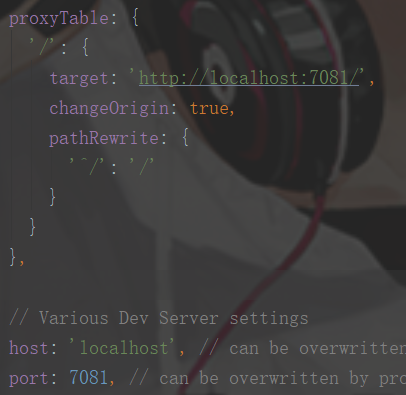 proxyTable: {
'/': {
target: 'http://localhost:7081/',
changeOrigin: true,
pathRewrite: {
'^/': '/'
}
}
},
// Various Dev Server settings
host: 'localhost', // can be overwritten
port: 7081, // can be overwritten by pro